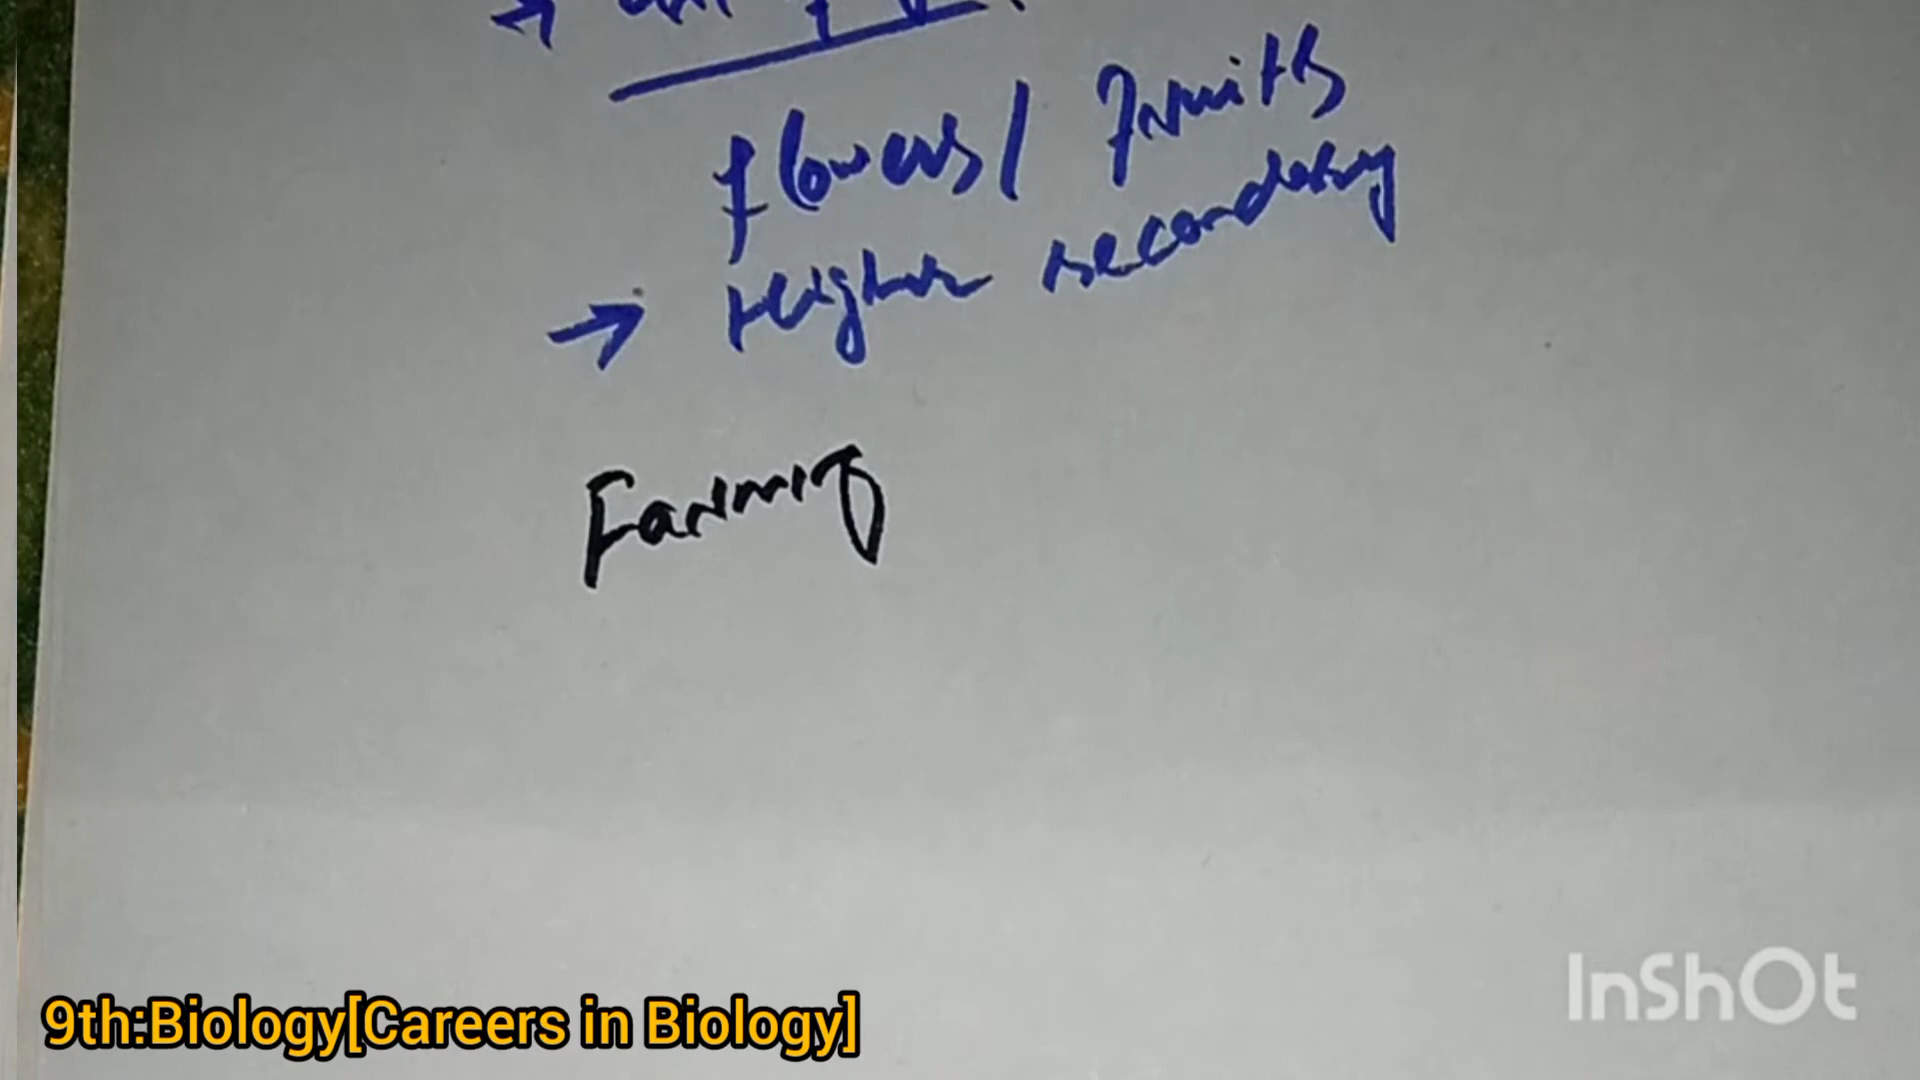 →
flowers/ Fruits
→ Higher secondary
Farming
9th:Biology[Careers in Biology]
InShOt